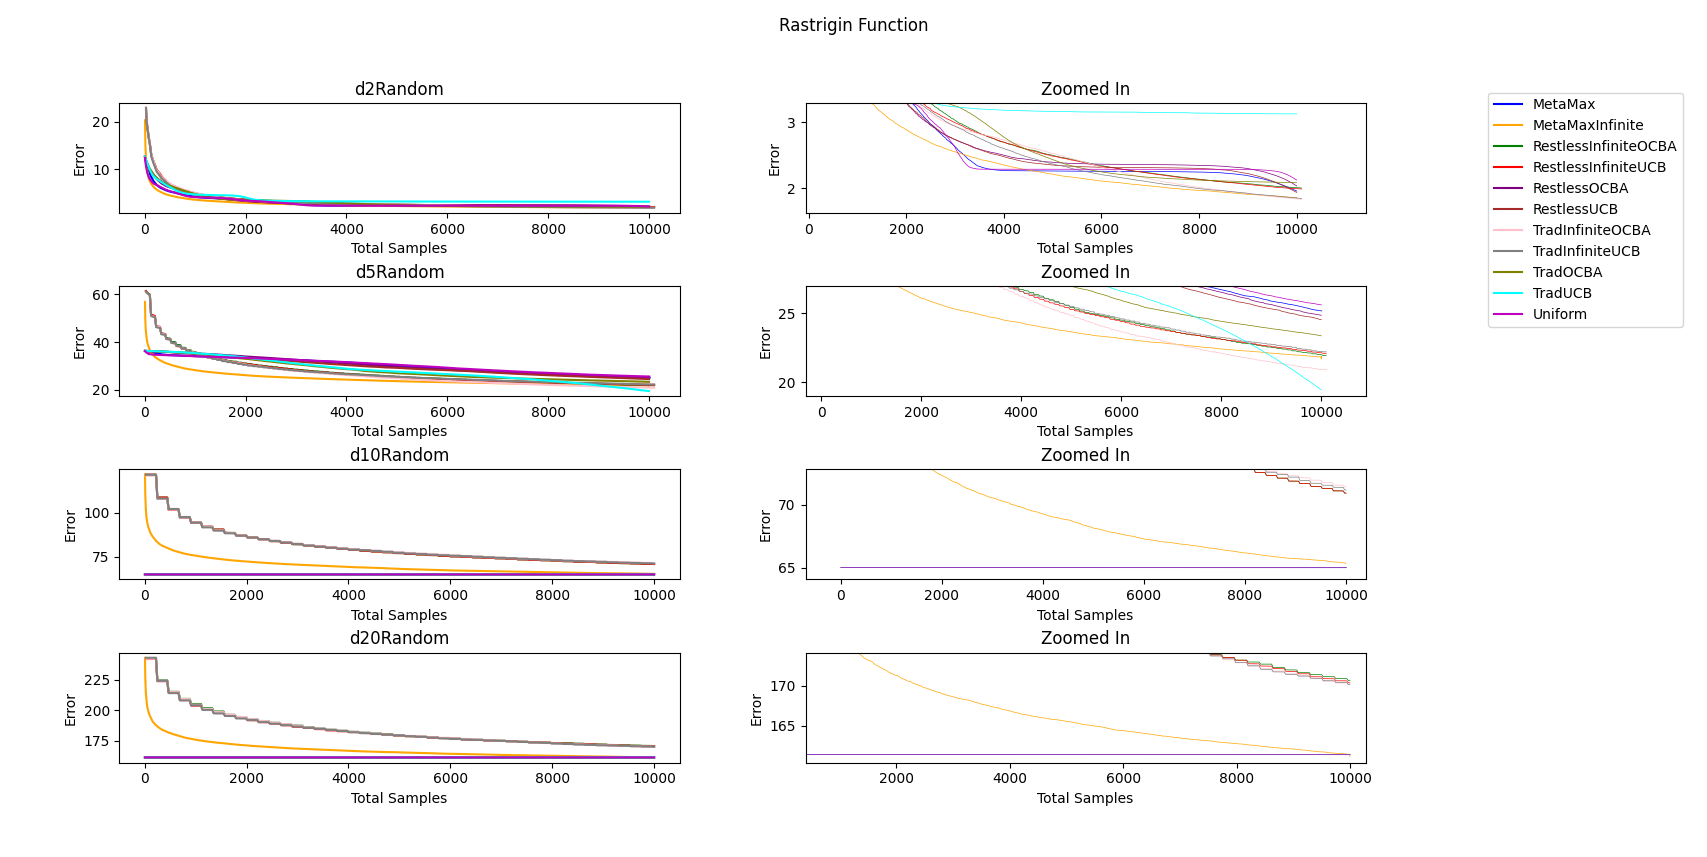 Rastrigin Function
d2Random
Error
20
10
0 2000 4000 6000 8000 10000
Total Samples
Zoomed In
Error
3
2
0 2000 4000 6000 8000 10000
Total Samples
d5Random
Error
60
40
20
0 2000 4000 6000 8000 10000
Total Samples
Zoomed In
Error
25
20
0 2000 4000 6000 8000 10000
Total Samples
d10Random
Error
100
75
0 2000 4000 6000 8000 10000
Total Samples
Zoomed In
Error
70
65
0 2000 4000 6000 8000 10000
Total Samples
d20Random
Error
225
200
175
0 2000 4000 6000 8000 10000
Total Samples
Zoomed In
Error
170
165
2000 4000 6000 8000 10000
Total Samples
MetaMax
MetaMaxInfinite
RestlessInfiniteOCBA
RestlessInfiniteUCB
RestlessOCBA
RestlessUCB
TradInfiniteOCBA
TradInfiniteUCB
TradOCBA
TradUCB
Uniform